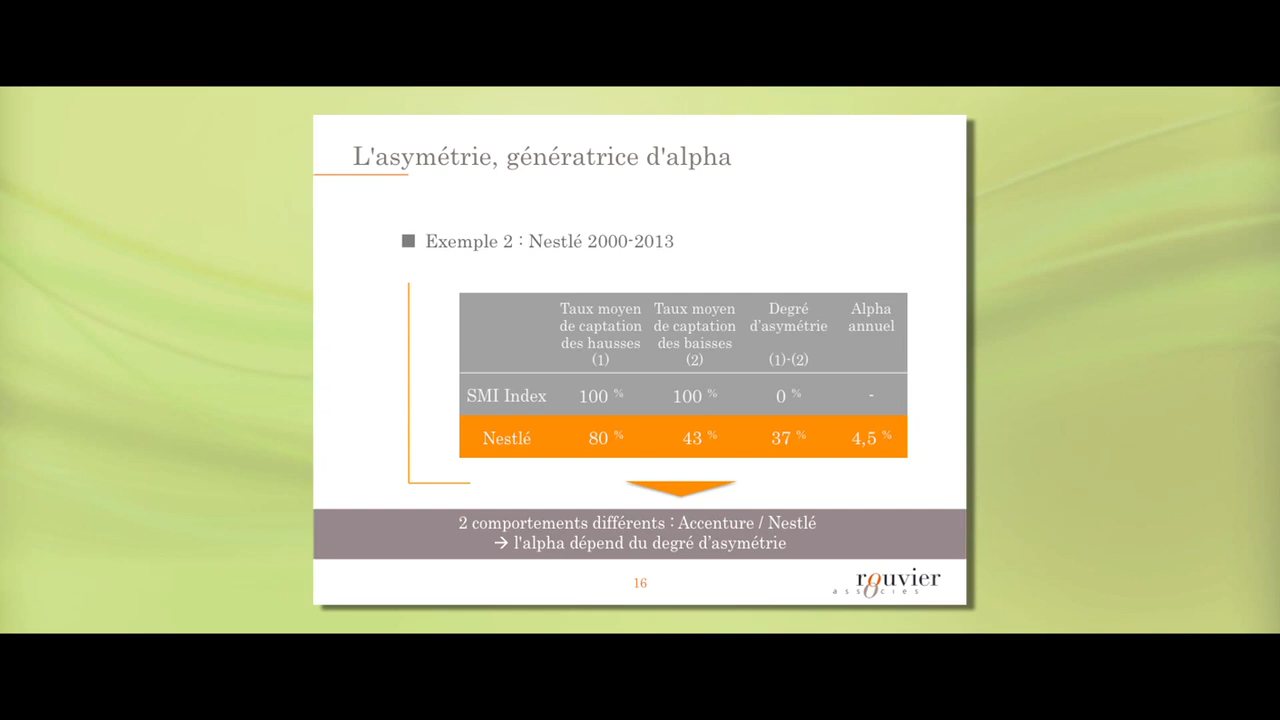 L'asymétrie, génératrice d'alpha
■ Exemple 2 : Nestlé 2000-2013
Taux moyen de captation des hausses (1) Taux moyen de captation des baisses (2) Degré d'asymétrie (1)-(2) Alpha annuel
SMI Index 100 % 100 % 0 % -
Nestlé 80 % 43 % 37 % 4,5 %
2 comportements différents : Accenture / Nestlé
→ l'alpha dépend du degré d'asymétrie
16
rouvier
associés